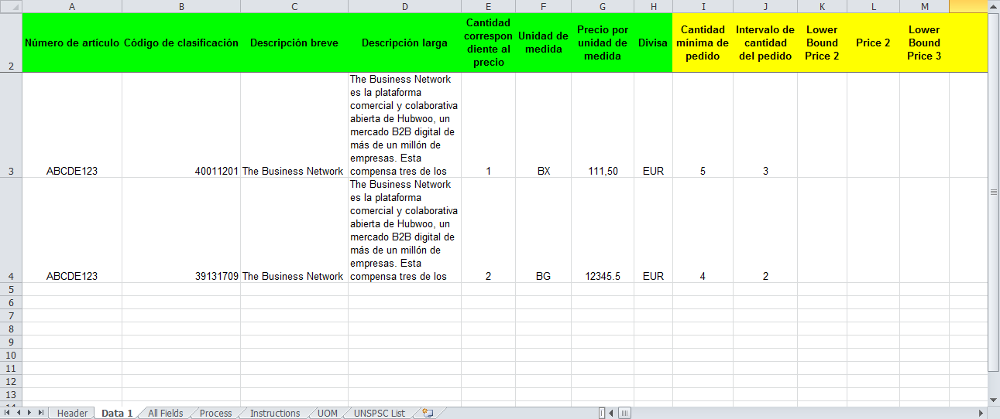 A B C D E F G H I J K L M
2 Número de artículo Código de clasificación Descripción breve Descripción larga Cantidad correspon diente al precio Unidad de medida Precio por unidad de medida Divisa Cantidad mínima de pedido Intervalo de cantidad del pedido Lower Bound Price 2 Price 2 Lower Bound Price 3
The Business Network
es la plataforma
comercial y colaborativa
abierta de Hubwoo, un
mercado B2B digital de
más de un millón de
empresas. Esta
3 ABCDE123 40011201 The Business Network compensa tres de los 1 BX 111,50 EUR 5 3
The Business Network
es la plataforma
comercial y colaborativa
abierta de Hubwoo, un
mercado B2B digital de
más de un millón de
empresas. Esta
4 ABCDE123 39131709 The Business Network compensa tres de los 2 BG 12345.5 EUR 4 2
5
6
7
8
9
10
11
12
13
14
Header Data 1 All Fields Process Instructions UOM UNSPSC List